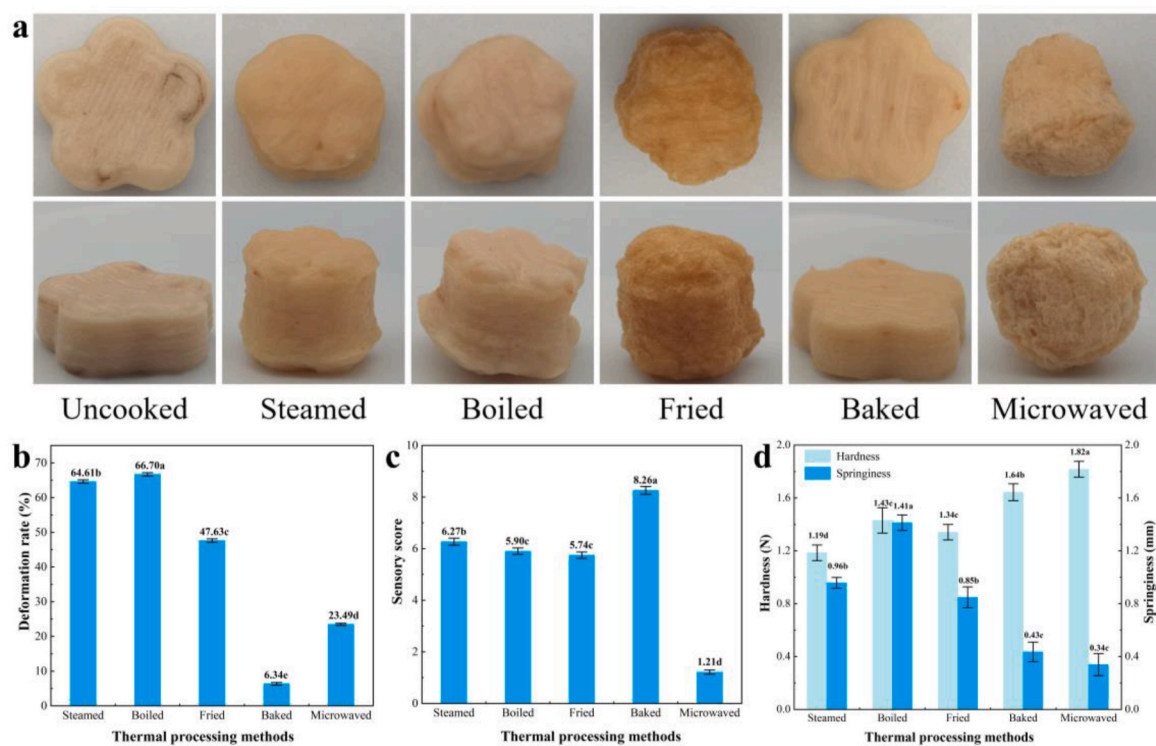 a
Uncooked Steamed Boiled Fried Baked Microwaved
b
Deformation rate (%)
70
60
50
40
30
20
10
0
64.61b
66.70a
47.63c
6.34e
23.49d
Steamed Boiled Fried Baked Microwaved
Thermal processing methods
c
Sensory score
10
8
6
4
2
0
6.27b
5.90c
5.74c
8.26a
1.21d
Steamed Boiled Fried Baked Microwaved
Thermal processing methods
d
Hardness
Springiness
Hardness (N)
2.0
1.6
1.2
0.8
0.4
0.0
1.19d
0.96b
1.43c
1.41a
1.34c
0.85b
1.64b
0.43c
1.82a
0.34c
2.0
1.6
1.2
0.8
0.4
0.0
Springiness (mm)
Steamed Boiled Fried Baked Microwaved
Thermal processing methods